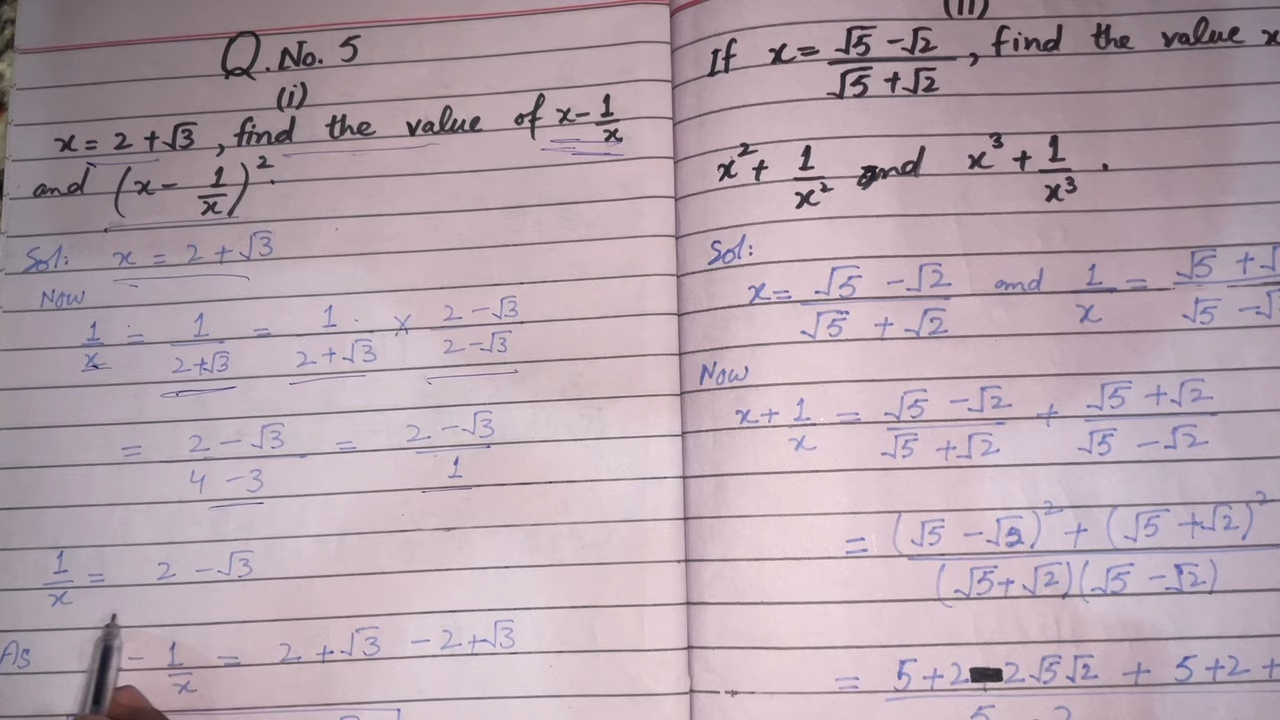 Q. No. 5
(i)
x = 2 + √3 , find the value of x - 1/x
and (x - 1/x)².
Sol: x = 2 + √3
Now
1/x = 1/(2+√3) = 1/(2+√3) × (2-√3)/(2-√3)
= (2-√3)/(4-3) = (2-√3)/1
1/x = 2 - √3
As - 1/x = 2 + √3 - 2 + √3
(ii)
If x = (√5 - √2)/(√5 + √2) , find the value x
x² + 1/x² and x³ + 1/x³ .
Sol:
x = (√5 - √2)/(√5 + √2) and 1/x = (√5 + √)/(√5 - √)
Now
x + 1/x = (√5 - √2)/(√5 + √2) + (√5 + √2)/(√5 - √2)
= ((√5 - √2)² + (√5 + √2)²)/((√5 + √2)(√5 - √2))
= 5+2-2√5√2 + 5+2+